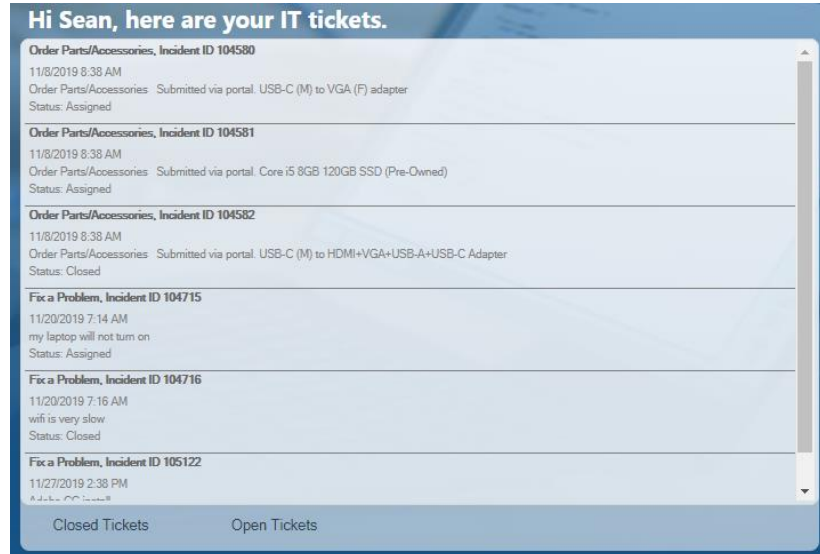 Hi Sean, here are your IT tickets.
Order Parts/Accessories, Incident ID 104580
11/8/2019 8:38 AM
Order Parts/Accessories Submitted via portal. USB-C (M) to VGA (F) adapter
Status: Assigned
Order Parts/Accessories, Incident ID 104581
11/8/2019 8:38 AM
Order Parts/Accessories Submitted via portal. Core i5 8GB 120GB SSD (Pre-Owned)
Status: Assigned
Order Parts/Accessories, Incident ID 104582
11/8/2019 8:38 AM
Order Parts/Accessories Submitted via portal. USB-C (M) to HDMI+VGA+USB-A+USB-C Adapter
Status: Closed
Fix a Problem, Incident ID 104715
11/20/2019 7:14 AM
my laptop will not turn on
Status: Assigned
Fix a Problem, Incident ID 104716
11/20/2019 7:16 AM
wifi is very slow
Status: Closed
Fix a Problem, Incident ID 105122
11/27/2019 2:38 PM
Adobe CC install
Closed Tickets Open Tickets